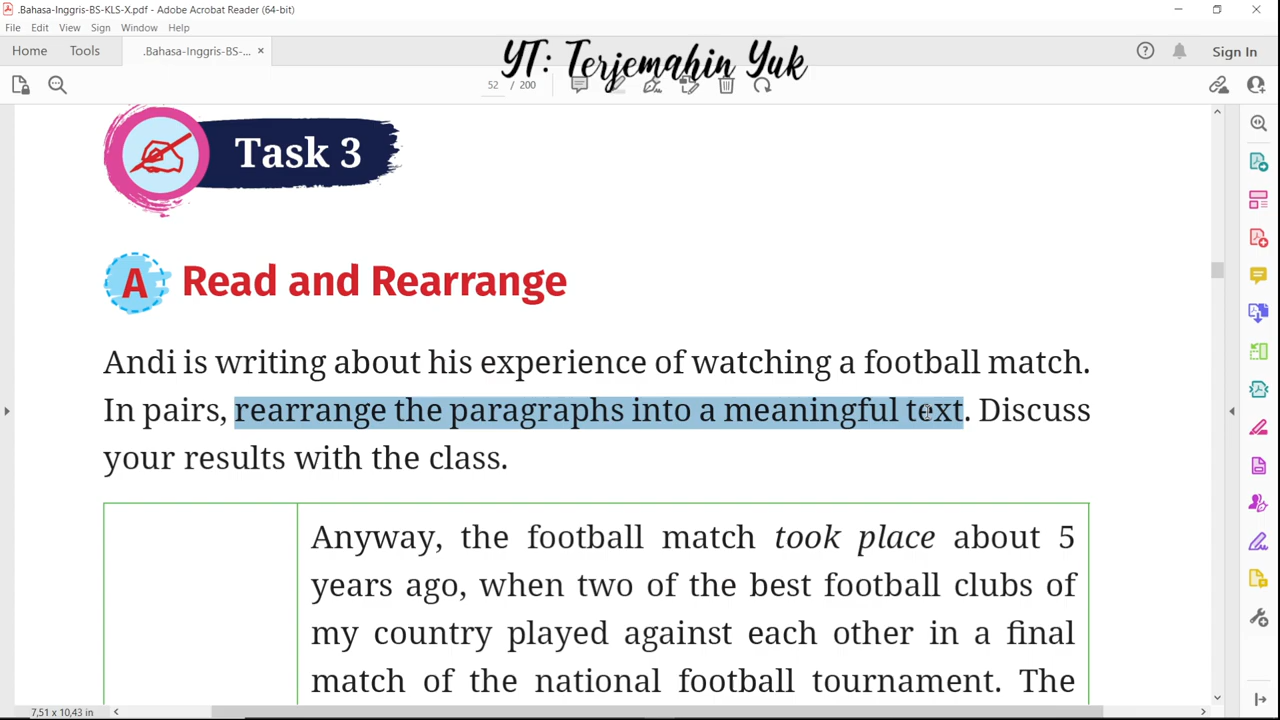 .Bahasa-Inggris-BS-KLS-X.pdf - Adobe Acrobat Reader (64-bit)
File Edit View Sign Window Help
Home Tools .Bahasa-Inggris-BS-... × Sign In
YT: Terjemahin Yuk
52 / 200
Task 3
A Read and Rearrange
Andi is writing about his experience of watching a football match.
In pairs, rearrange the paragraphs into a meaningful text. Discuss
your results with the class.
Anyway, the football match took place about 5
years ago, when two of the best football clubs of
my country played against each other in a final
match of the national football tournament. The
7,51 x 10,43 in